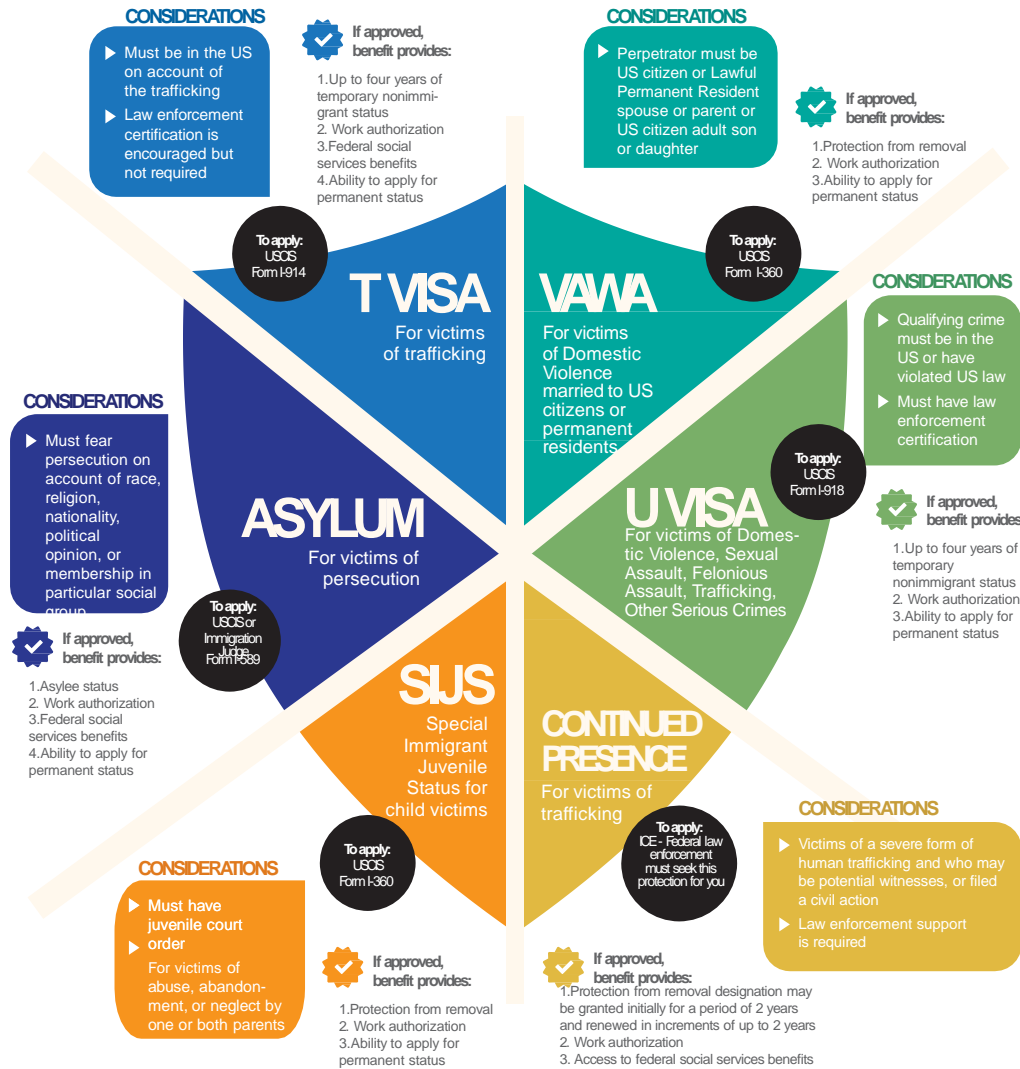 CONSIDERATIONS
Must be in the US
on account of
the trafficking
Law enforcement
certification is
encouraged but
not required
If approved,
benefit provides:
1.Up to four years of
temporary nonimmi-
grant status
2. Work authorization
3.Federal social
services benefits
4.Ability to apply for
permanent status
To apply:
USCIS
Form I-914
T VISA
For victims
of trafficking
CONSIDERATIONS
Perpetrator must be
US citizen or Lawful
Permanent Resident
spouse or parent or
US citizen adult son
or daughter
If approved,
benefit provides:
1.Protection from removal
2. Work authorization
3.Ability to apply for
permanent status
To apply:
USCIS
Form I-360
VAWA
For victims
of Domestic
Violence
married to US
citizens or
permanent
residents
CONSIDERATIONS
Qualifying crime
must be in the
US or have
violated US law
Must have law
enforcement
certification
To apply:
USCIS
Form I-918
If approved,
benefit provides
1.Up to four years of
temporary
nonimmigrant status
2. Work authorization
3.Ability to apply for
permanent status
U VISA
For victims of Domes-
tic Violence, Sexual
Assault, Felonious
Assault, Trafficking,
Other Serious Crimes
CONSIDERATIONS
Must fear
persecution on
account of race,
religion,
nationality,
political
opinion, or
membership in
particular social
group
ASYLUM
For victims of
persecution
To apply:
USCIS or
Immigration
Judge
Form I-589
If approved,
benefit provides:
1.Asylee status
2. Work authorization
3.Federal social
services benefits
4.Ability to apply for
permanent status
SIJS
Special
Immigrant
Juvenile
Status for
child victims
To apply:
USCIS
Form I-360
CONSIDERATIONS
Must have
juvenile court
order
For victims of
abuse, abandon-
ment, or neglect by
one or both parents
If approved,
benefit provides:
1.Protection from removal
2. Work authorization
3.Ability to apply for
permanent status
CONTINUED
PRESENCE
For victims of
trafficking
To apply:
ICE - Federal law
enforcement
must seek this
protection for you
CONSIDERATIONS
Victims of a severe form of
human trafficking and who may
be potential witnesses, or filed
a civil action
Law enforcement support
is required
If approved,
benefit provides:
1.Protection from removal designation may
be granted initially for a period of 2 years
and renewed in increments of up to 2 years
2. Work authorization
3. Access to federal social services benefits